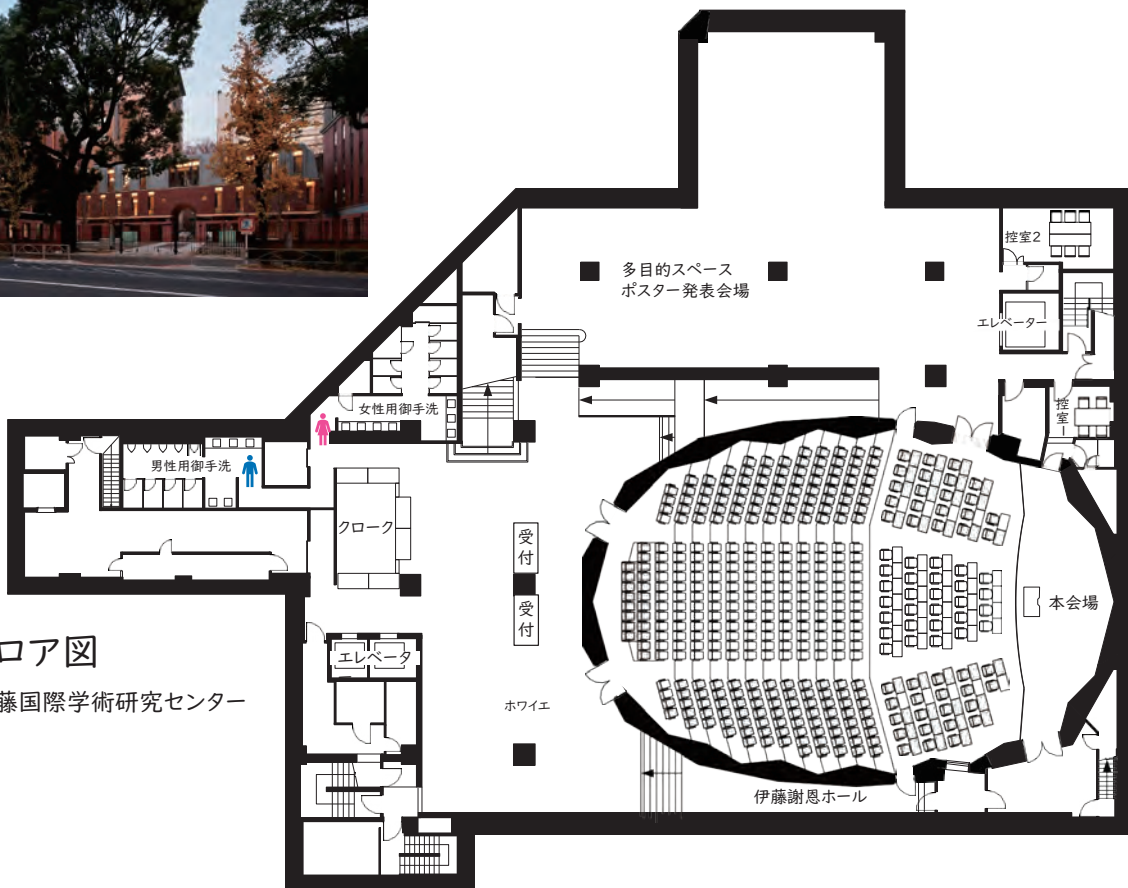 控室2
多目的スペース
ポスター発表会場
エレベーター
控室1
女性用御手洗
男性用御手洗
クローク
受付
受付
本会場
エレベータ
ロア図
藤国際学術研究センター
ホワイエ
伊藤謝恩ホール